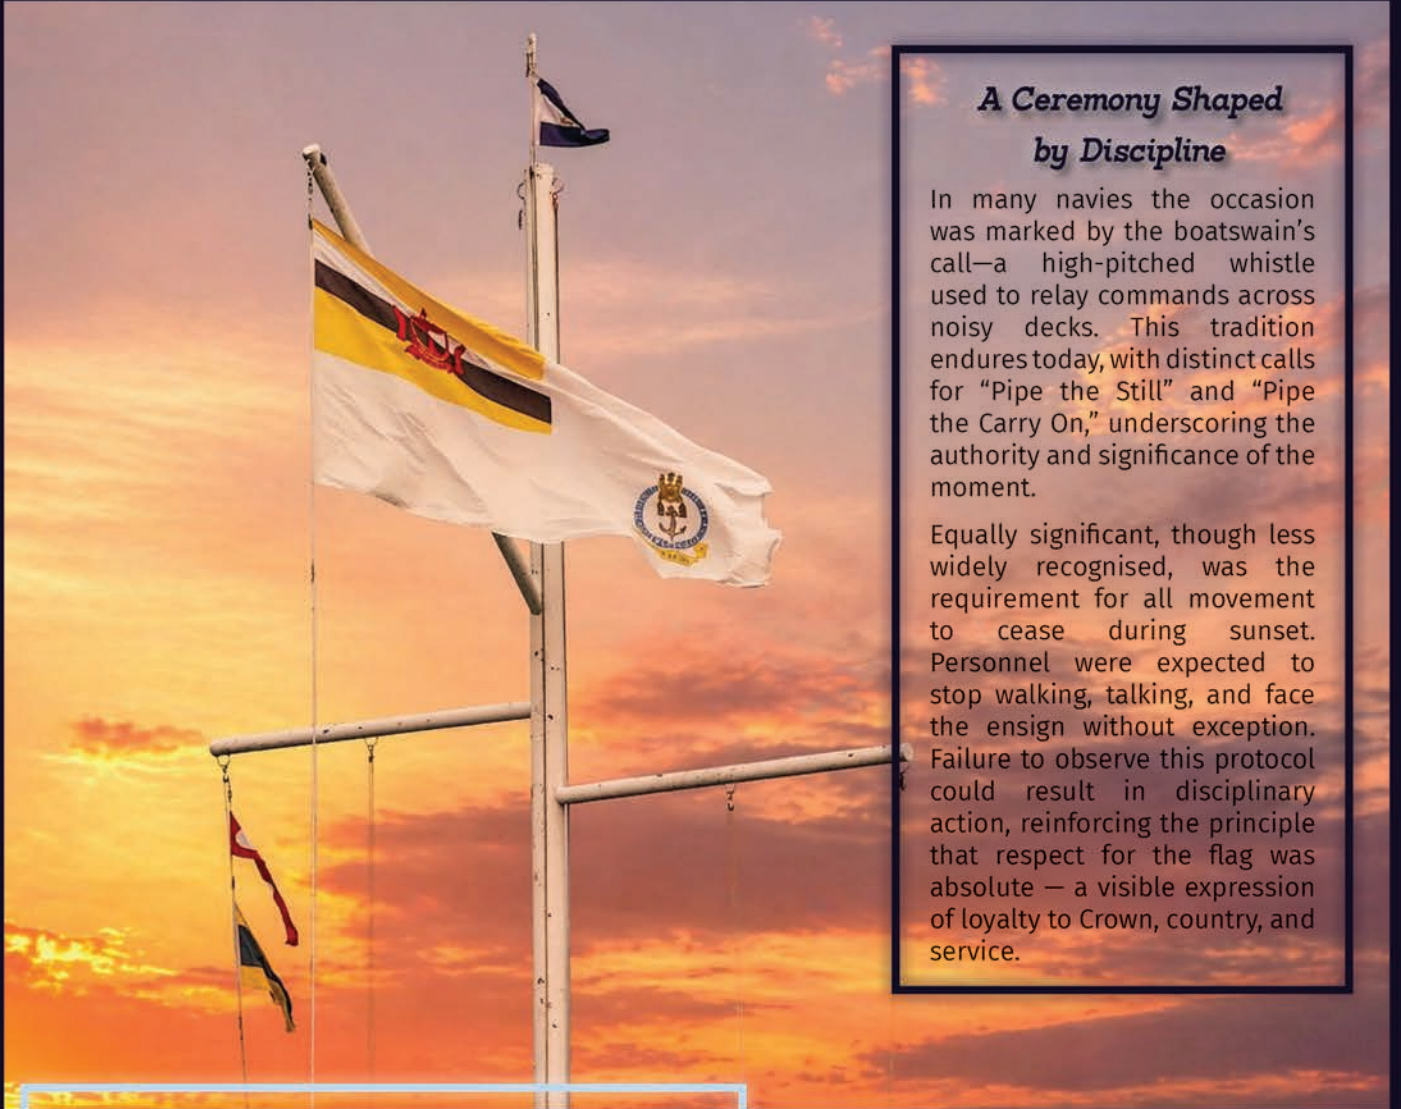 A Ceremony Shaped
by Discipline
In many navies the occasion
was marked by the boatswain's
call—a high-pitched whistle
used to relay commands across
noisy decks. This tradition
endures today, with distinct calls
for “Pipe the Still” and “Pipe
the Carry On,” underscoring the
authority and significance of the
moment.
Equally significant, though less
widely recognised, was the
requirement for all movement
to cease during sunset.
Personnel were expected to
stop walking, talking, and face
the ensign without exception.
Failure to observe this protocol
could result in disciplinary
action, reinforcing the principle
that respect for the flag was
absolute — a visible expression
of loyalty to Crown, country, and
service.